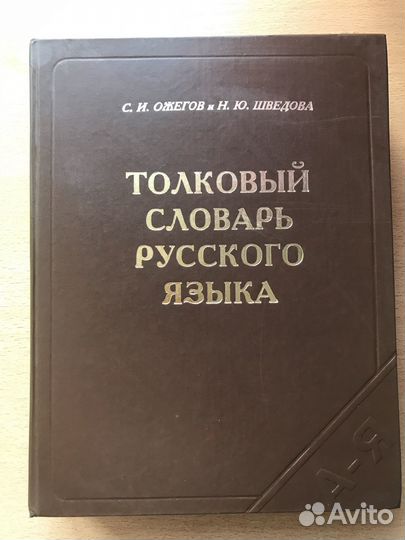 С. И. ОЖЕГОВ и Н. Ю. ШВЕДОВА
ТОЛКОВЫЙ
СЛОВАРЬ
РУССКОГО
ЯЗЫКА
А-Я
Avito